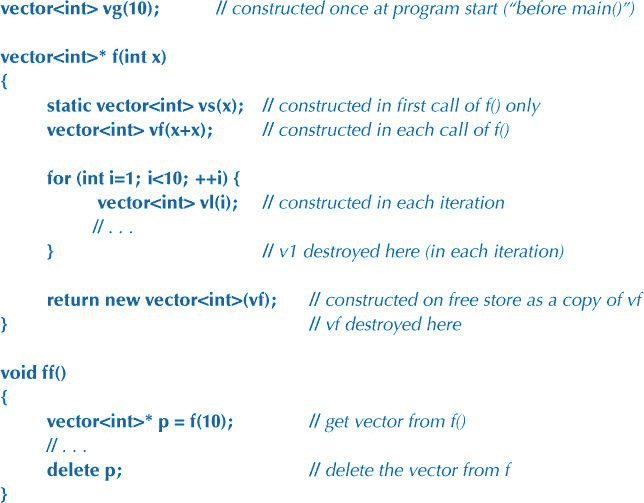 vector<int> vg(10); // constructed once at program start (“before main()”)
vector<int>* f(int x)
{
static vector<int> vs(x); // constructed in first call of f() only
vector<int> vf(x+x); // constructed in each call of f()
for (int i=1; i<10; ++i) {
vector<int> vl(i); // constructed in each iteration
// . . .
} // v1 destroyed here (in each iteration)
return new vector<int>(vf); // constructed on free store as a copy of vf
} // vf destroyed here
void ff()
{
vector<int>* p = f(10); // get vector from f()
// . . .
delete p; // delete the vector from f
}